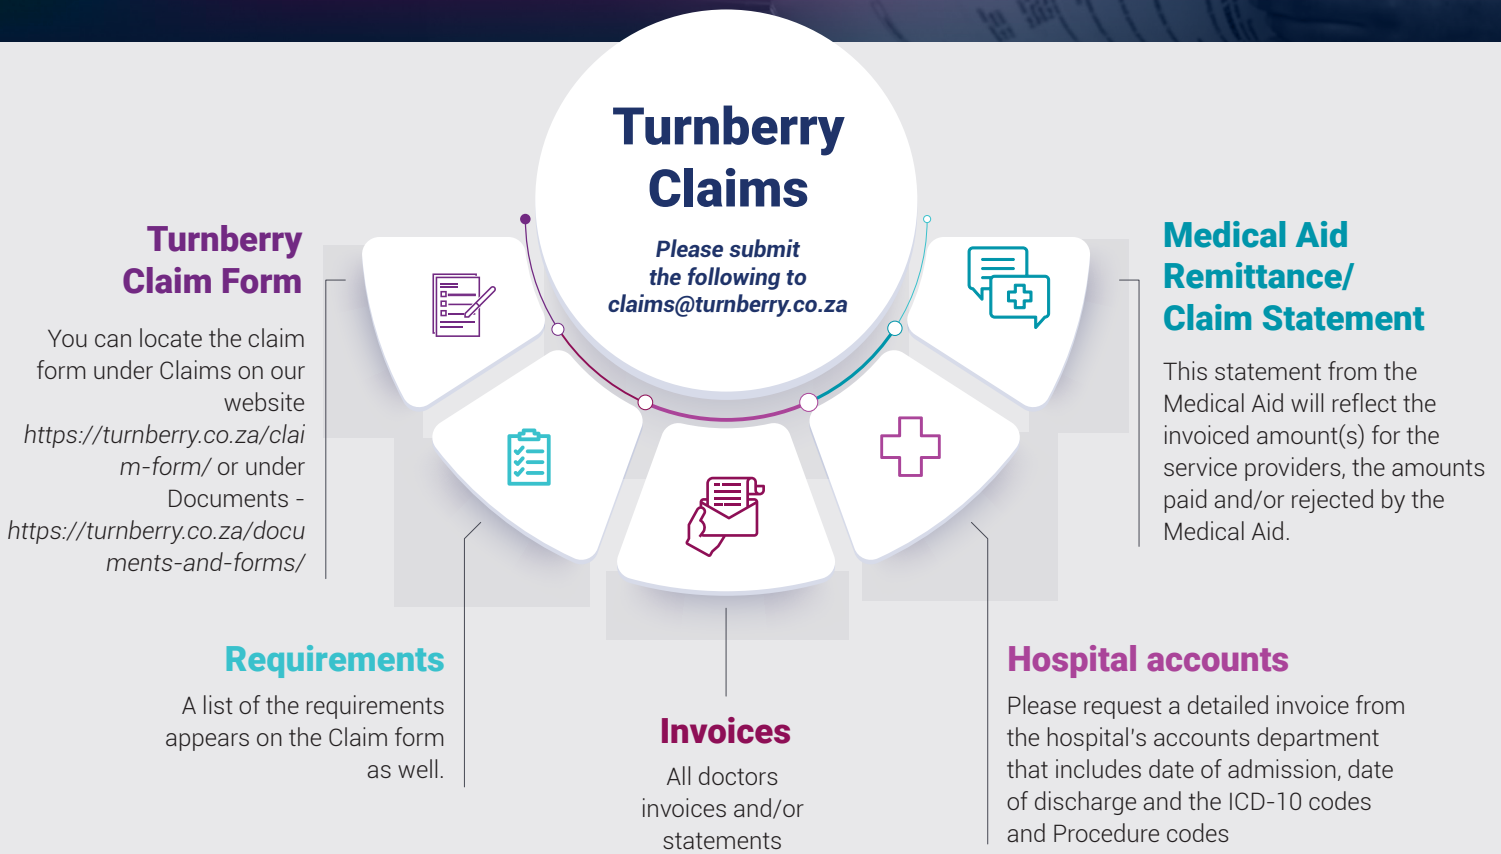 Turnberry
Claims
Please submit
the following to
claims@turnberry.co.za
Turnberry
Claim Form
You can locate the claim
form under Claims on our
website
https://turnberry.co.za/clai
m-form/ or under
Documents -
https://turnberry.co.za/docu
ments-and-forms/
Requirements
A list of the requirements
appears on the Claim form
as well.
Invoices
All doctors
invoices and/or
statements
Hospital accounts
Please request a detailed invoice from
the hospital's accounts department
that includes date of admission, date
of discharge and the ICD-10 codes
and Procedure codes
Medical Aid
Remittance/
Claim Statement
This statement from the
Medical Aid will reflect the
invoiced amount(s) for the
service providers, the amounts
paid and/or rejected by the
Medical Aid.